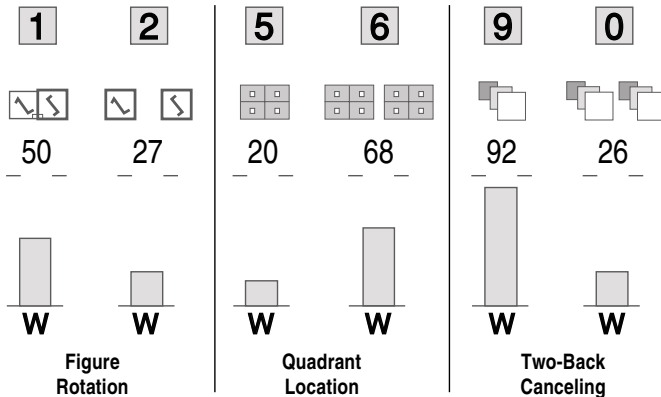 1 2 5 6 9 0
50 27 20 68 92 26
W W W W W W
Figure Quadrant Two-Back
Rotation Location Canceling